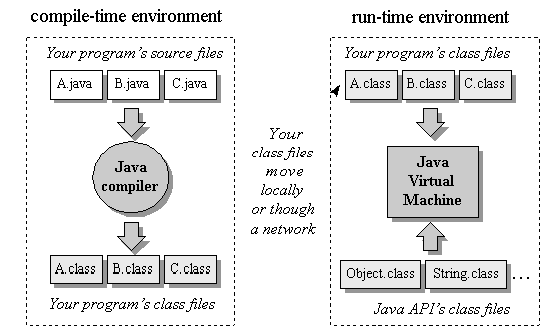 compile-time environment
Your program's source files
A.java B.java C.java
Java
compiler
A.class B.class C.class
Your program's class files
Your
class files
move
locally
or though
a network
run-time environment
Your program's class files
A.class B.class C.class
Java
Virtual
Machine
Object.class String.class ...
Java API's class files